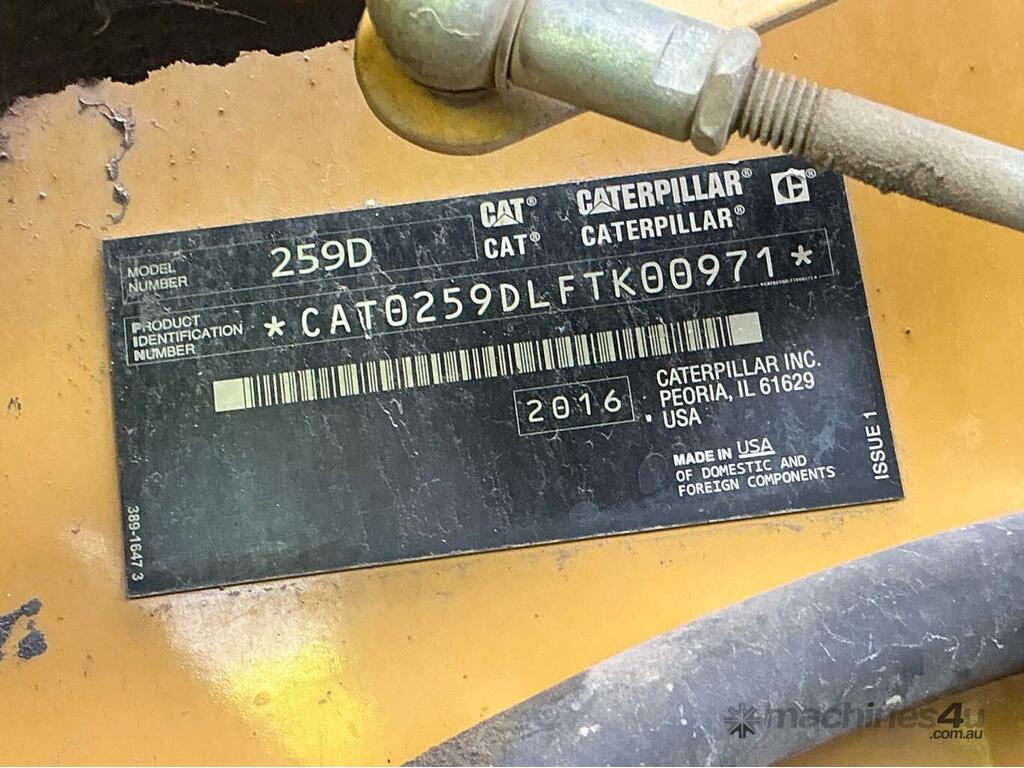 CAT® CATERPILLAR® C®
CAT® CATERPILLAR®
MODEL
NUMBER
259D
PRODUCT
IDENTIFICATION
NUMBER
*CAT0259DLFTK00971*
2016
CATERPILLAR INC.
PEORIA, IL 61629
USA
MADE IN USA
OF DOMESTIC AND
FOREIGN COMPONENTS
ISSUE 1
389-1647 3
machines4u
.com.au